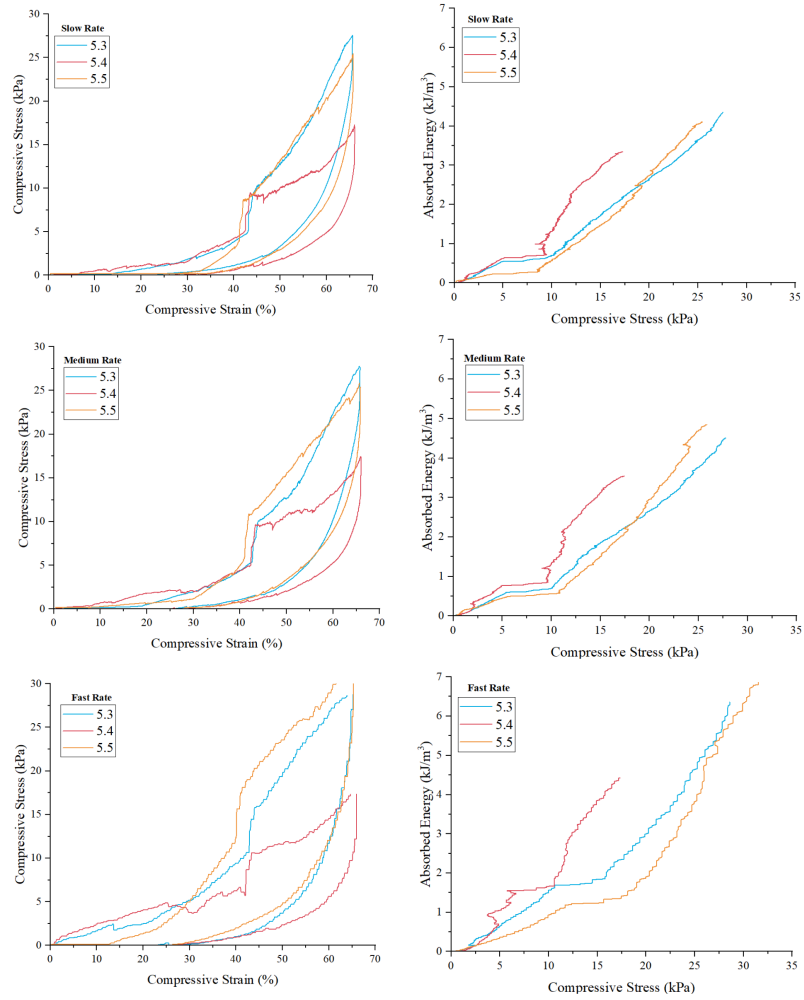 Slow Rate
5.3
5.4
5.5
Compressive Stress (kPa)
30
25
20
15
10
5
0
0 10 20 30 40 50 60 70
Compressive Strain (%)
Slow Rate
5.3
5.4
5.5
Absorbed Energy (kJ/m³)
7
6
5
4
3
2
1
0
0 5 10 15 20 25 30 35
Compressive Stress (kPa)
Medium Rate
5.3
5.4
5.5
Compressive Stress (kPa)
30
25
20
15
10
5
0
0 10 20 30 40 50 60 70
Compressive Strain (%)
Medium Rate
5.3
5.4
5.5
Absorbed Energy (kJ/m³)
7
6
5
4
3
2
1
0
0 5 10 15 20 25 30 35
Compressive Stress (kPa)
Fast Rate
5.3
5.4
5.5
Compressive Stress (kPa)
30
25
20
15
10
5
0
0 10 20 30 40 50 60 70
Compressive Strain (%)
Fast Rate
5.3
5.4
5.5
Absorbed Energy (kJ/m³)
7
6
5
4
3
2
1
0
0 5 10 15 20 25 30 35
Compressive Stress (kPa)